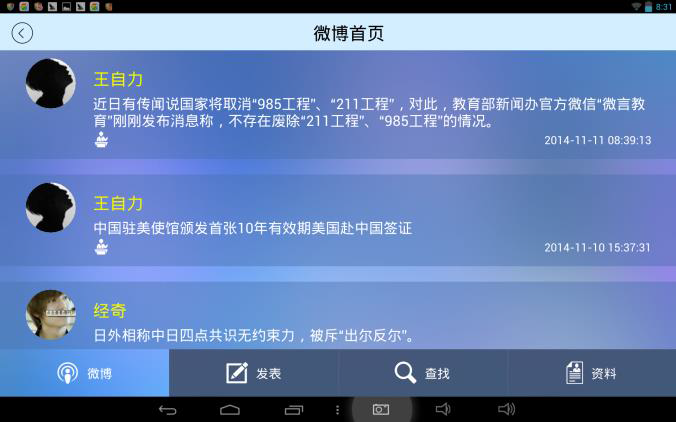 8:31
微博首页
王自力
近日有传闻说国家将取消“985工程”、“211工程”，对此，教育部新闻办官方微信“微言教
育”刚刚发布消息称，不存在废除“211工程”、“985工程”的情况。
2014-11-11 08:39:13
王自力
中国驻美使馆颁发首张10年有效期美国赴中国签证
2014-11-10 15:37:31
经奇
日外相称中日四点共识无约束力，被斥“出尔反尔”。
微博
发表
查找
资料